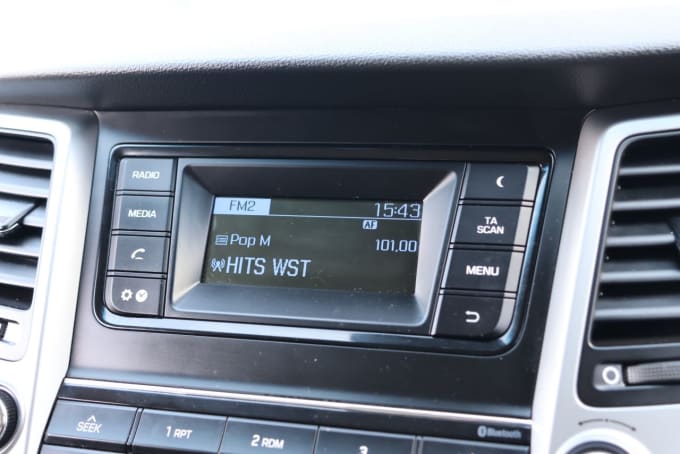 RADIO
MEDIA
FM2 15:43
AF
Pop M 101,00
HITS WST
TA
SCAN
MENU
Bluetooth
SEEK
1 RPT
2 RDM
3